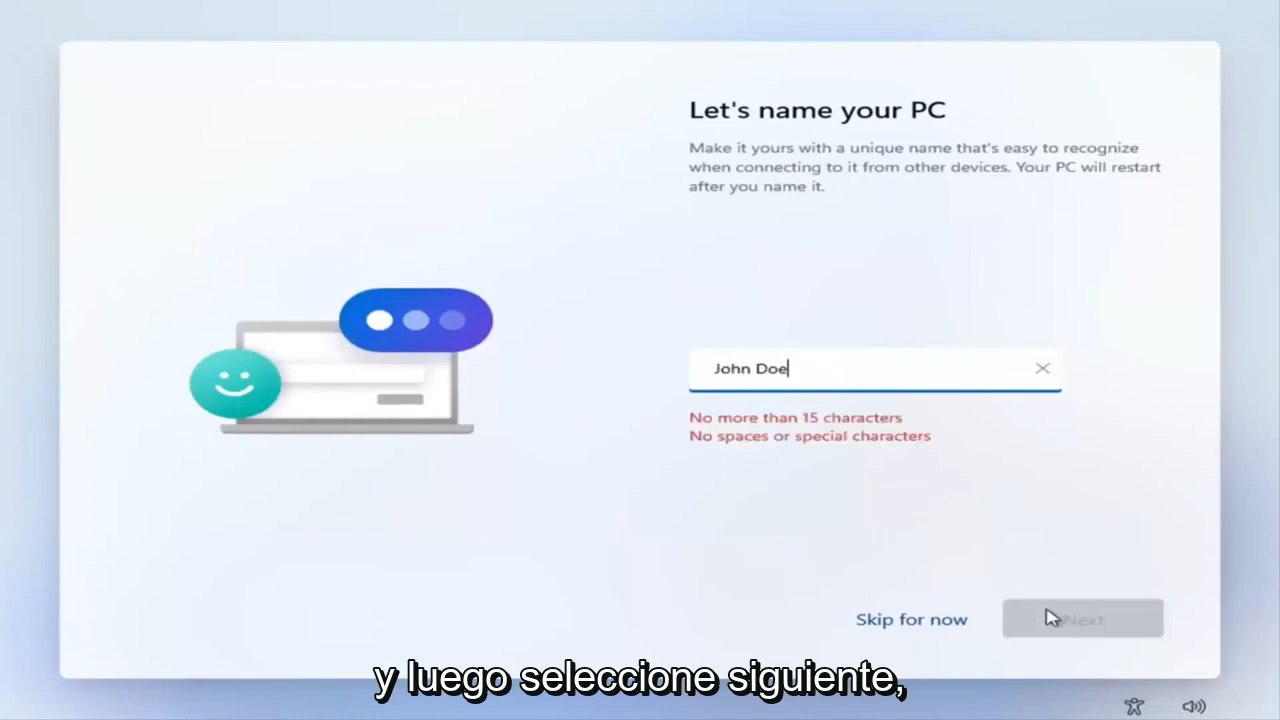 Let's name your PC
Make it yours with a unique name that's easy to recognize
when connecting to it from other devices. Your PC will restart
after you name it.
John Doe
No more than 15 characters
No spaces or special characters
Skip for now
Next
y luego seleccione siguiente,